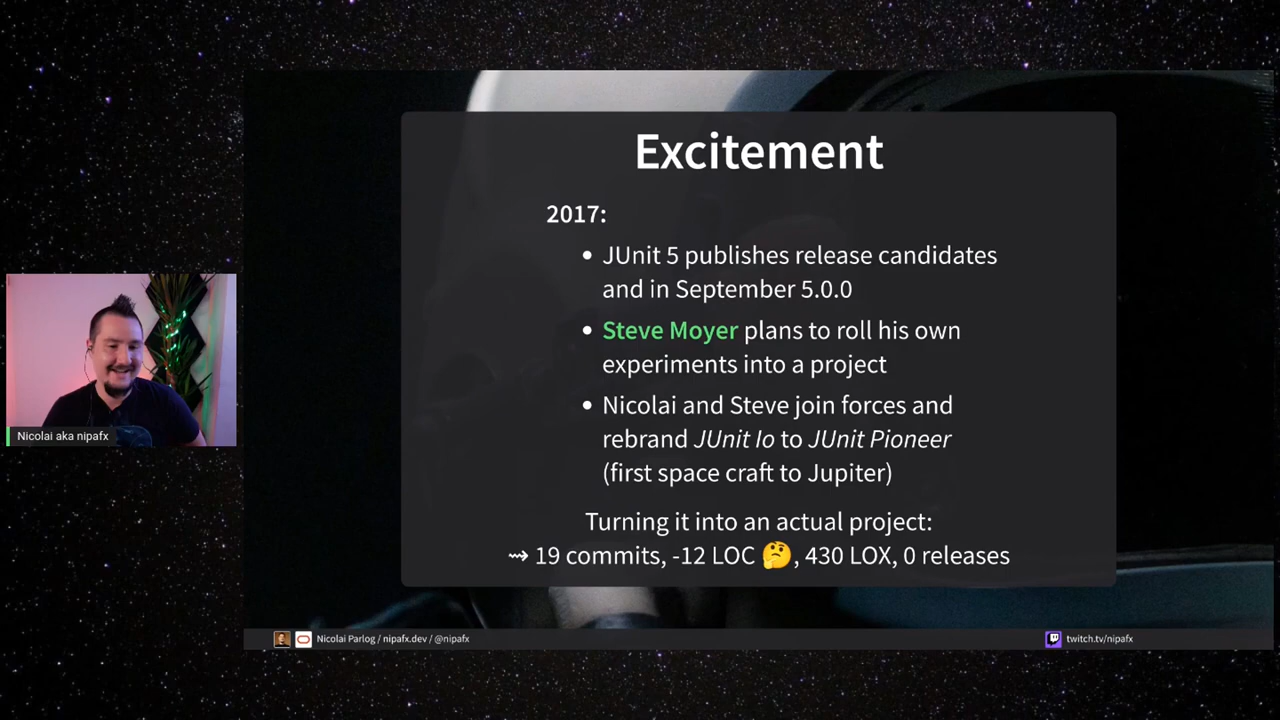 Excitement
2017:
• JUnit 5 publishes release candidates
and in September 5.0.0
• Steve Moyer plans to roll his own
experiments into a project
• Nicolai and Steve join forces and
rebrand JUnit Io to JUnit Pioneer
(first space craft to Jupiter)
Turning it into an actual project:
⇝ 19 commits, -12 LOC 🤔, 430 LOX, 0 releases
Nicolai aka nipafx
Nicolai Parlog / nipafx.dev / @nipafx
twitch.tv/nipafx